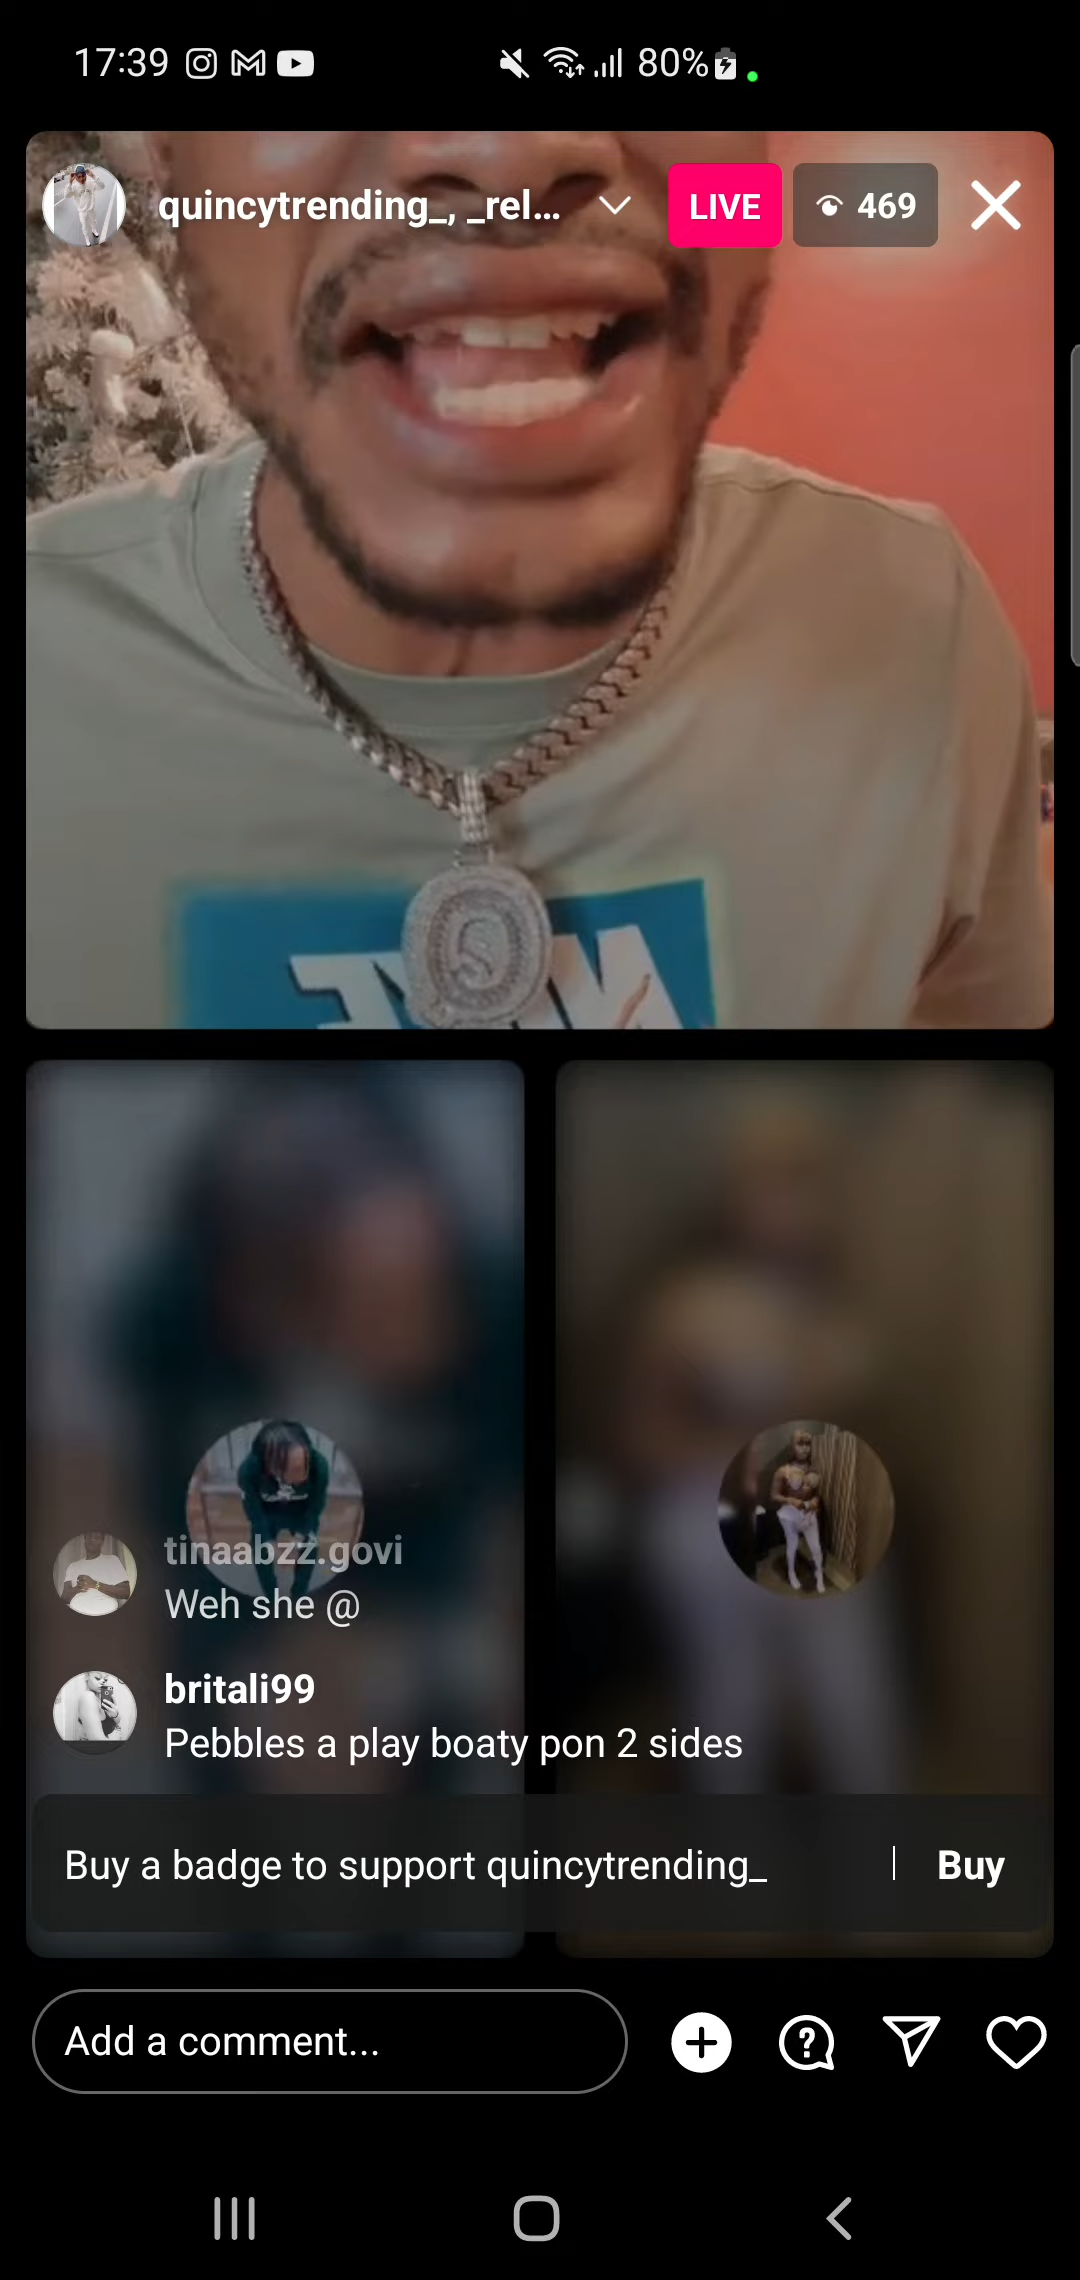 17:39
80%
quincytrending_, _rel...
LIVE
469
tinaabzz.govi
Weh she @
britali99
Pebbles a play boaty pon 2 sides
Buy a badge to support quincytrending_
Buy
Add a comment...